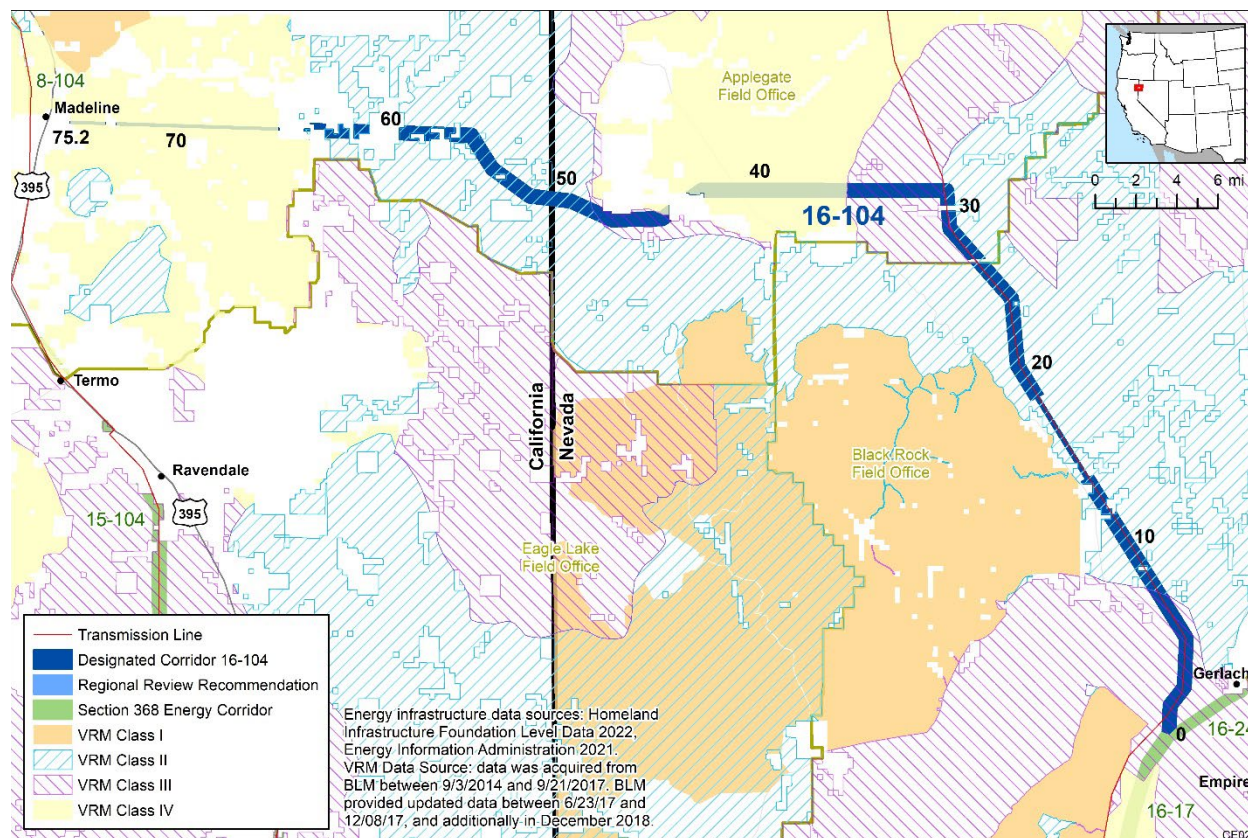 8-104
Madeline
75.2
70
60
395
Applegate
Field Office
50
40
16-104
30
0 2 4 6 mi
20
Termo
California
Nevada
Ravendale
395
15-104
Black Rock
Field Office
10
Eagle Lake
Field Office
Gerlach
0
16-24
Empire
16-17
Transmission Line
Designated Corridor 16-104
Regional Review Recommendation
Section 368 Energy Corridor
VRM Class I
VRM Class II
VRM Class III
VRM Class IV
Energy infrastructure data sources: Homeland
Infrastructure Foundation Level Data 2022,
Energy Information Administration 2021.
VRM Data Source: data was acquired from
BLM between 9/3/2014 and 9/21/2017. BLM
provided updated data between 6/23/17 and
12/08/17, and additionally in December 2018.